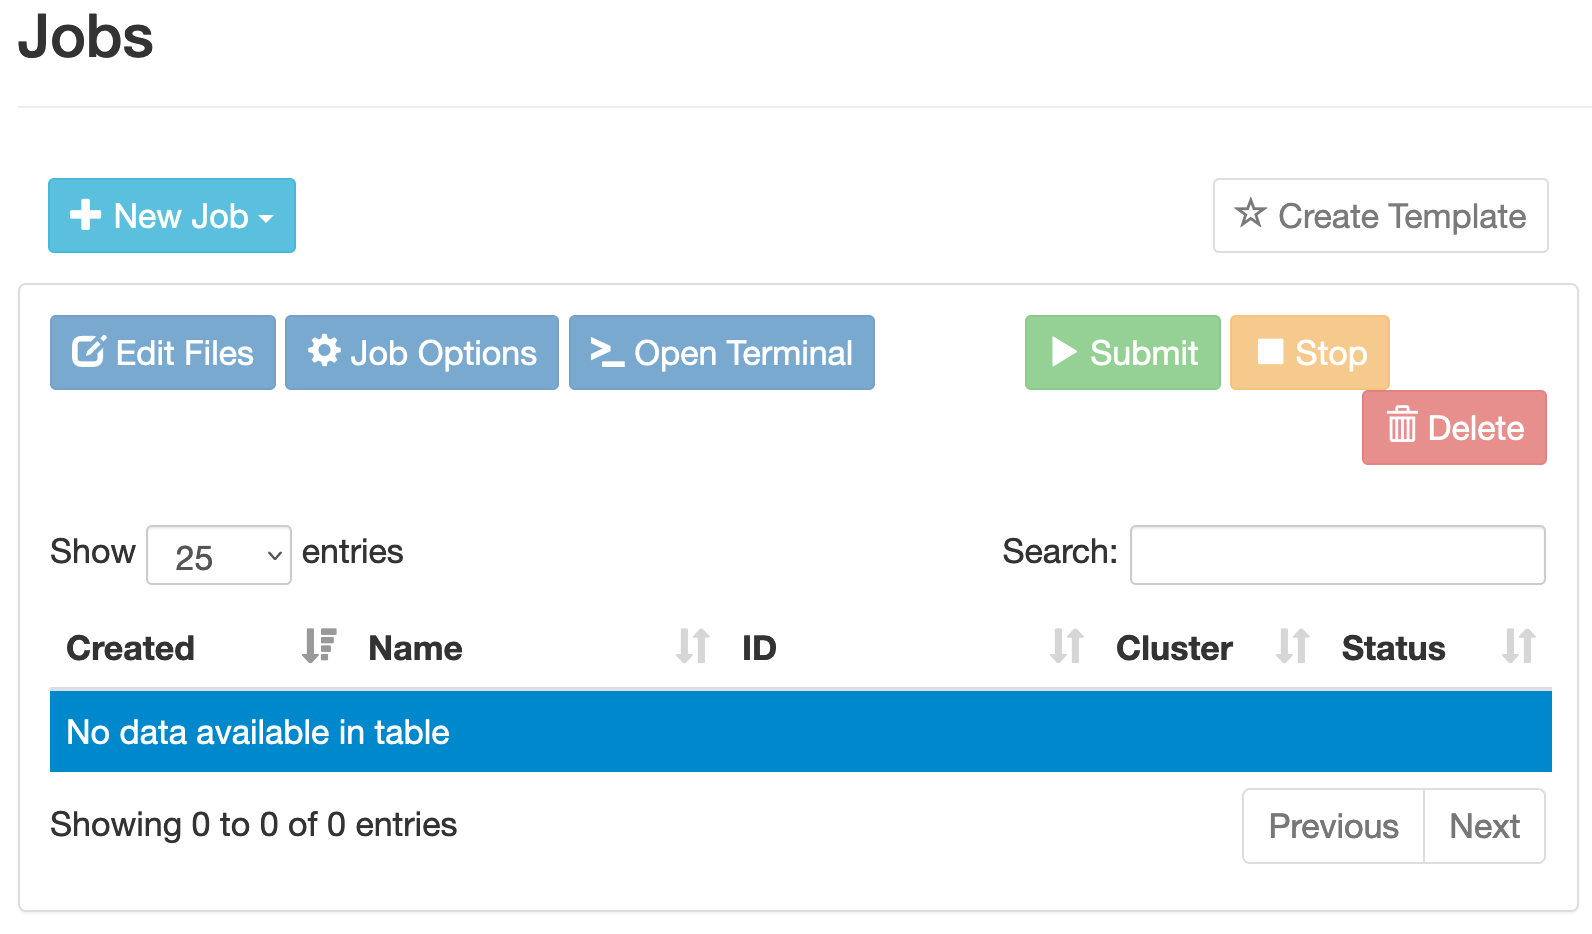 Jobs
New Job
Create Template
Edit Files
Job Options
Open Terminal
Submit
Stop
Delete
Show 25 entries
Search:
Created Name ID Cluster Status
No data available in table
Showing 0 to 0 of 0 entries
Previous Next